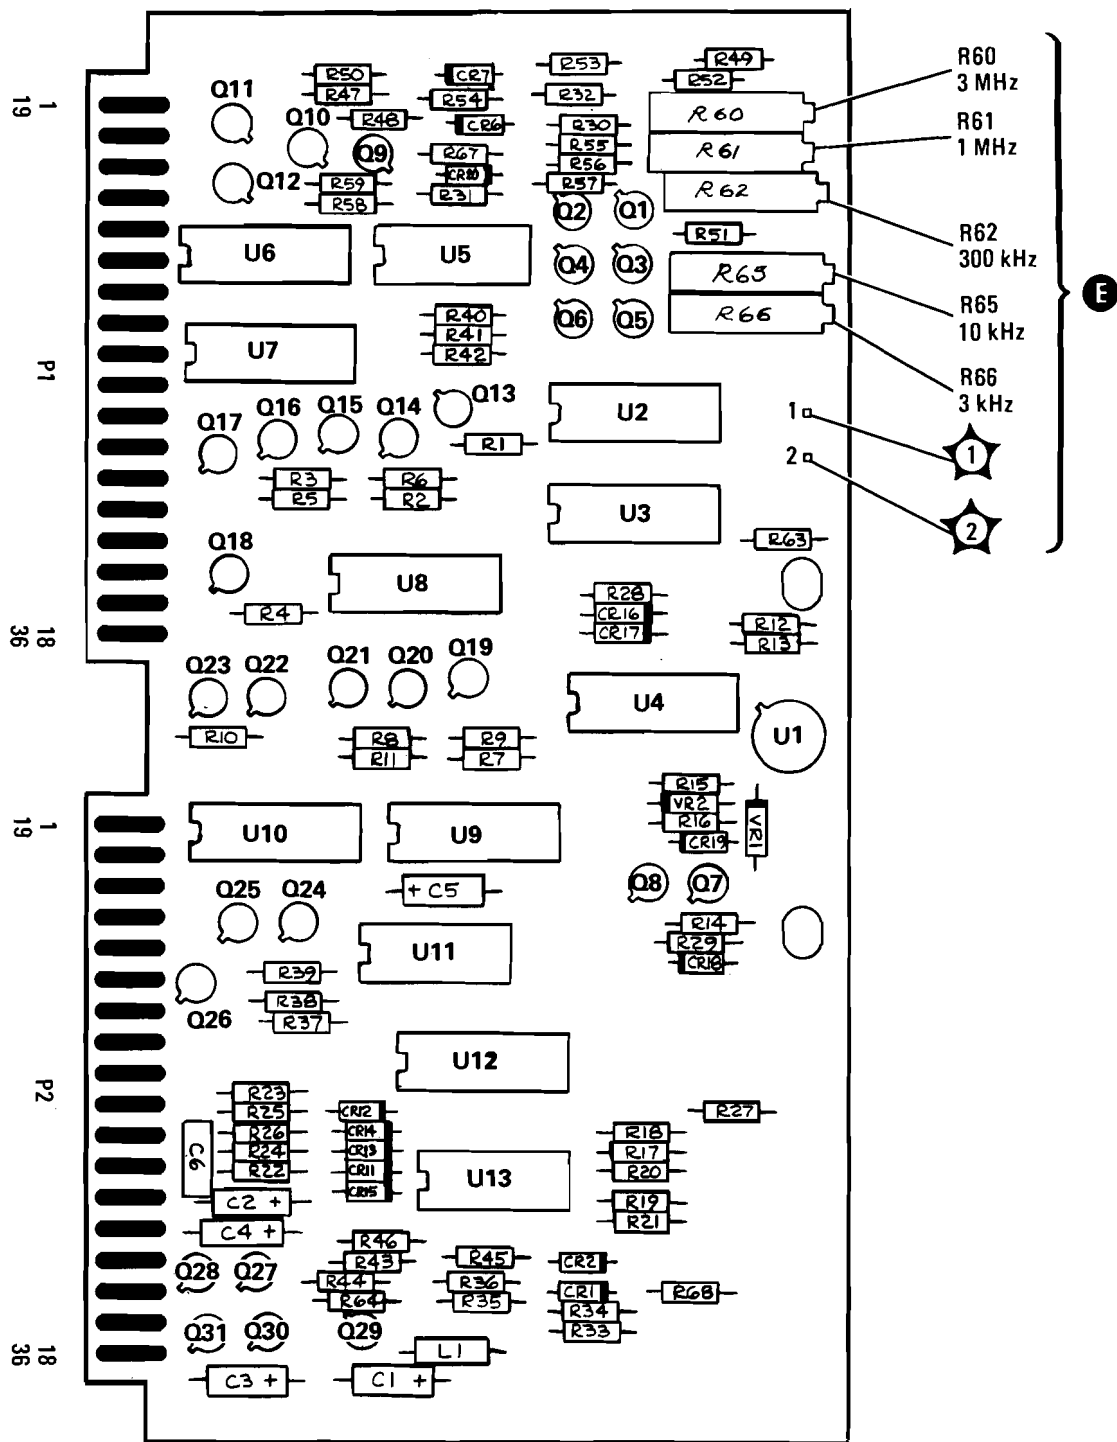 R53
R49
R50
CR7
R52
R60
3 MHz
Q11
R47
R54
R32
R60
1
19
Q10
R48
CR6
R30
R61
1 MHz
Q9
R67
R55
R61
R56
Q12
R59
CR80
R57
R62
R58
R31
Q2
Q1
R62
300 kHz
R51
U6
U5
Q4
Q3
R65
E
R65
10 kHz
R40
Q6
Q5
R66
R41
U7
R42
P1
R66
3 kHz
Q17
Q16
Q15
Q14
Q13
U2
1
R1
1
2
R3
R6
R5
R2
U3
2
Q18
R63
U8
R28
R4
CR16
R12
18
36
CR17
R13
Q23
Q22
Q21
Q20
Q19
U4
R10
R8
R9
U1
R11
R7
R15
VR2
1
19
U10
U9
R16
VR1
CR19
Q25
Q24
+ C5
Q8
Q7
R14
U11
R29
R39
CR18
R38
Q26
R37
U12
P2
R23
R25
CR12
R27
C6
R26
CR14
R18
R24
CR13
R17
R22
CR11
U13
R20
CR15
C2 +
R19
C4 +
R21
R46
Q28
Q27
R43
R45
CR2
R44
R36
CR1
R68
R64
R35
R34
Q31
Q30
Q29
R33
18
36
L1
C3 +
C1 +